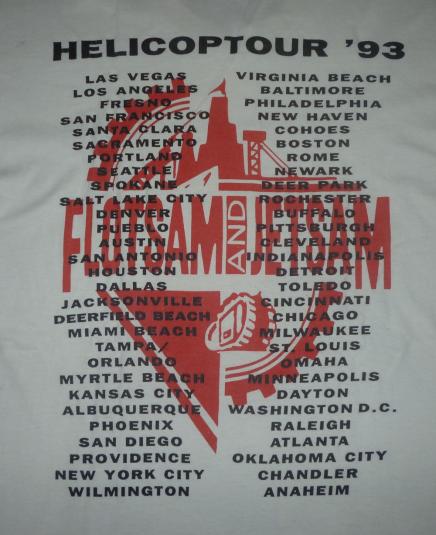 HELICOPTOUR '93
LAS VEGAS
LOS ANGELES
FRESNO
SAN FRANCISCO
SANTA CLARA
SACRAMENTO
PORTLAND
SEATTLE
SPOKANE
SALT LAKE CITY
DENVER
PUEBLO
AUSTIN
SAN ANTONIO
HOUSTON
DALLAS
JACKSONVILLE
DEERFIELD BEACH
MIAMI BEACH
TAMPA/
ORLANDO
MYRTLE BEACH
KANSAS CITY
ALBUQUERQUE
PHOENIX
SAN DIEGO
PROVIDENCE
NEW YORK CITY
WILMINGTON
VIRGINIA BEACH
BALTIMORE
PHILADELPHIA
NEW HAVEN
COHOES
BOSTON
ROME
NEWARK
DEER PARK
ROCHESTER
BUFFALO
PITTSBURGH
CLEVELAND
INDIANAPOLIS
DETROIT
TOLEDO
CINCINNATI
CHICAGO
MILWAUKEE
ST. LOUIS
OMAHA
MINNEAPOLIS
DAYTON
WASHINGTON D.C.
RALEIGH
ATLANTA
OKLAHOMA CITY
CHANDLER
ANAHEIM
FLOTSAM AND JETSAM